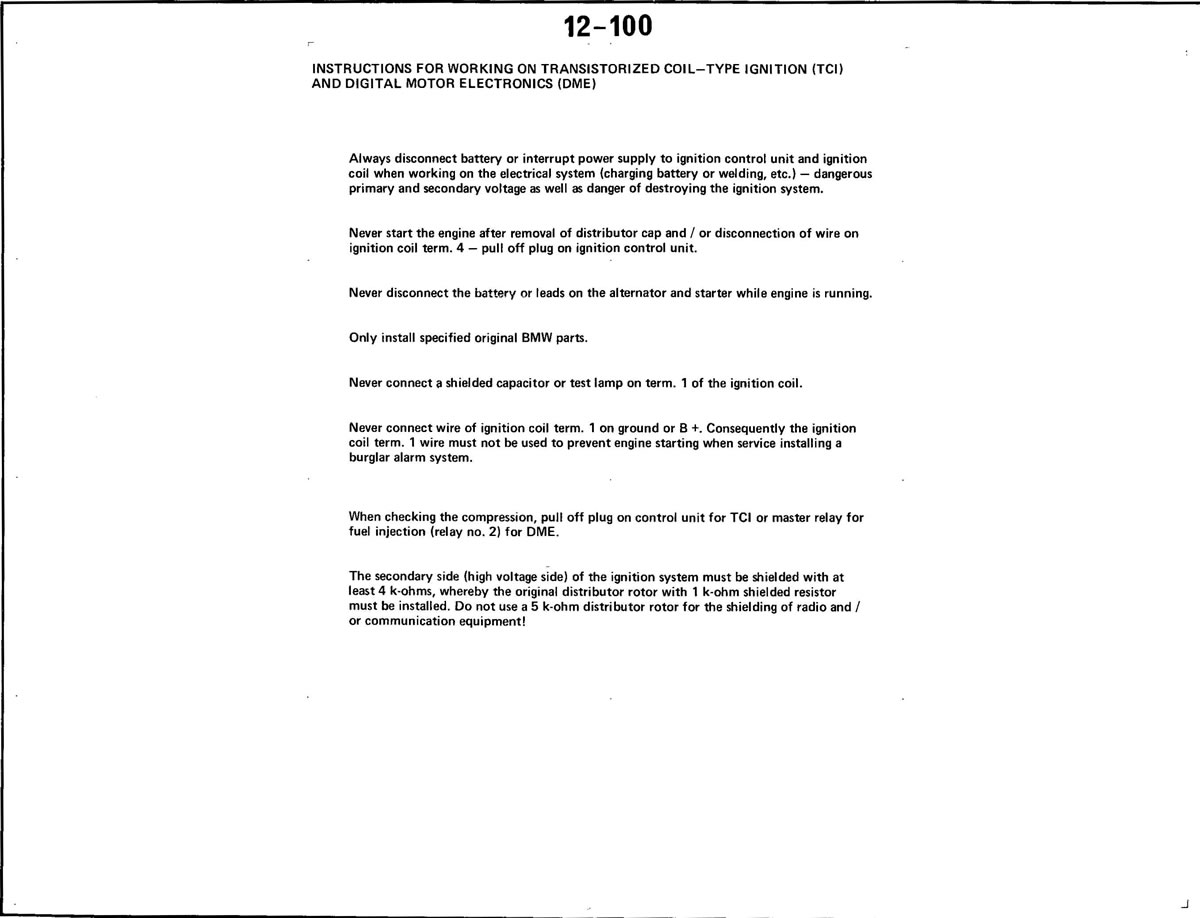 12–100
INSTRUCTIONS FOR WORKING ON TRANSISTORIZED COIL–TYPE IGNITION (TCI)
AND DIGITAL MOTOR ELECTRONICS (DME)
Always disconnect battery or interrupt power supply to ignition control unit and ignition
coil when working on the electrical system (charging battery or welding, etc.) — dangerous
primary and secondary voltage as well as danger of destroying the ignition system.
Never start the engine after removal of distributor cap and / or disconnection of wire on
ignition coil term. 4 — pull off plug on ignition control unit.
Never disconnect the battery or leads on the alternator and starter while engine is running.
Only install specified original BMW parts.
Never connect a shielded capacitor or test lamp on term. 1 of the ignition coil.
Never connect wire of ignition coil term. 1 on ground or B +. Consequently the ignition
coil term. 1 wire must not be used to prevent engine starting when service installing a
burglar alarm system.
When checking the compression, pull off plug on control unit for TCI or master relay for
fuel injection (relay no. 2) for DME.
The secondary side (high voltage side) of the ignition system must be shielded with at
least 4 k-ohms, whereby the original distributor rotor with 1 k-ohm shielded resistor
must be installed. Do not use a 5 k-ohm distributor rotor for the shielding of radio and /
or communication equipment!